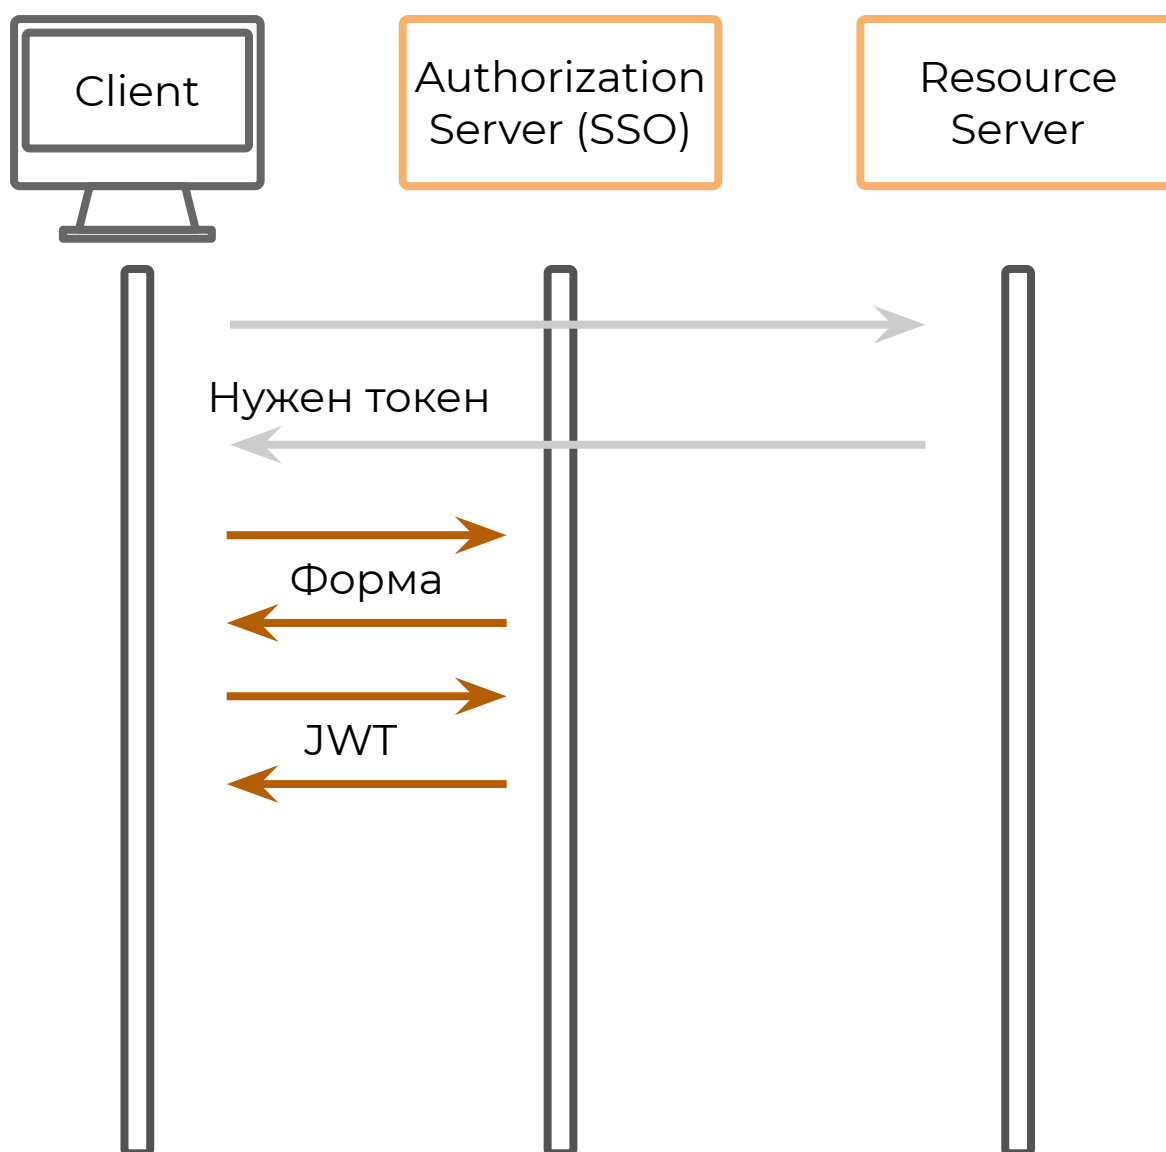 Client
Authorization
Server (SSO)
Resource
Server
Нужен токен
Форма
JWT